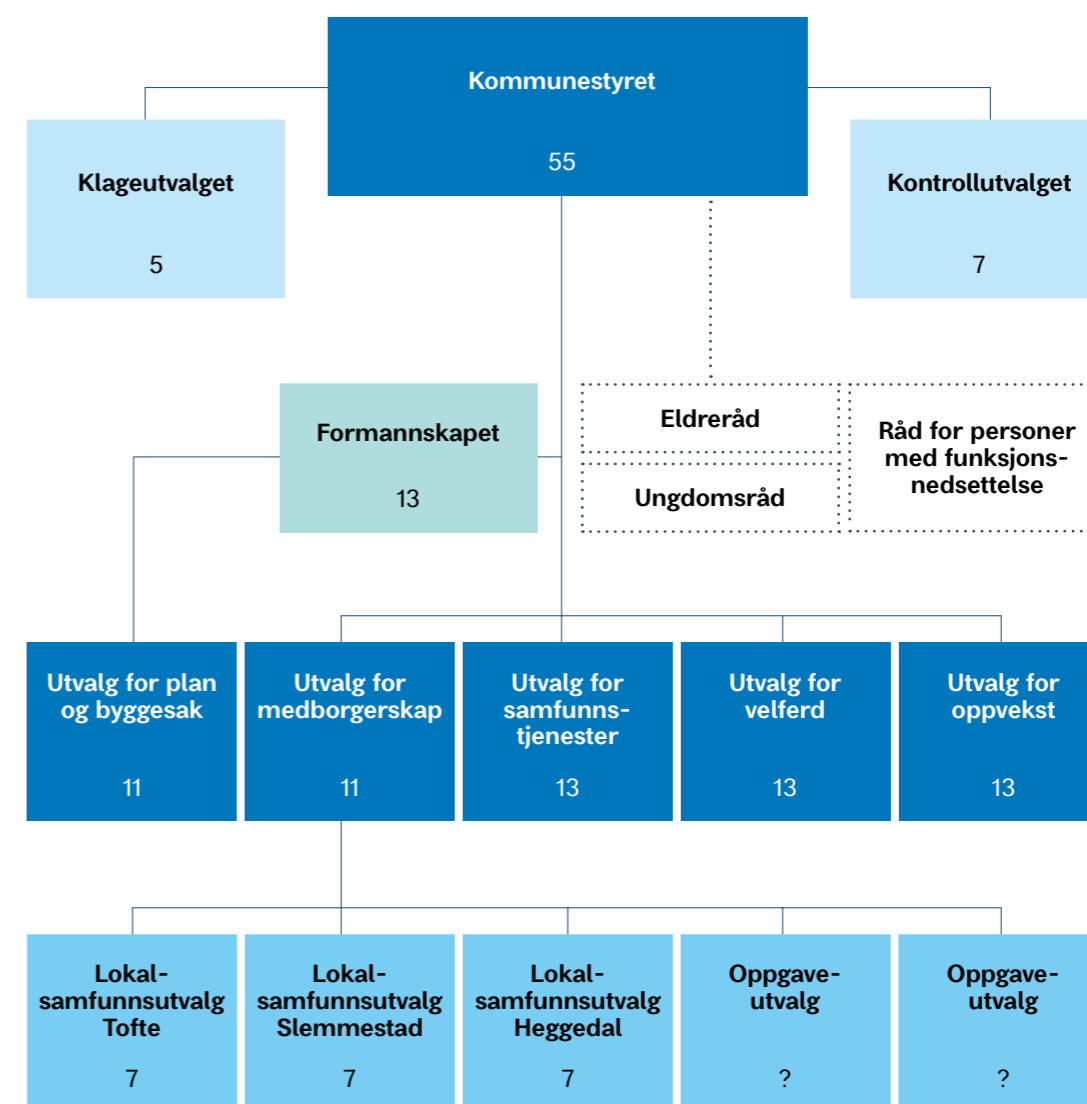 Kommunestyret
55
Klageutvalget
5
Kontrollutvalget
7
Formannskapet
13
Eldreråd
Ungdomsråd
Råd for personer
med funksjons-
nedsettelse
Utvalg for plan
og byggesak
11
Utvalg for
medborgerskap
11
Utvalg for
samfunns-
tjenester
13
Utvalg for
velferd
13
Utvalg for
oppvekst
13
Lokal-
samfunnsutvalg
Tofte
7
Lokal-
samfunnsutvalg
Slemmestad
7
Lokal-
samfunnsutvalg
Heggedal
7
Oppgave-
utvalg
?
Oppgave-
utvalg
?